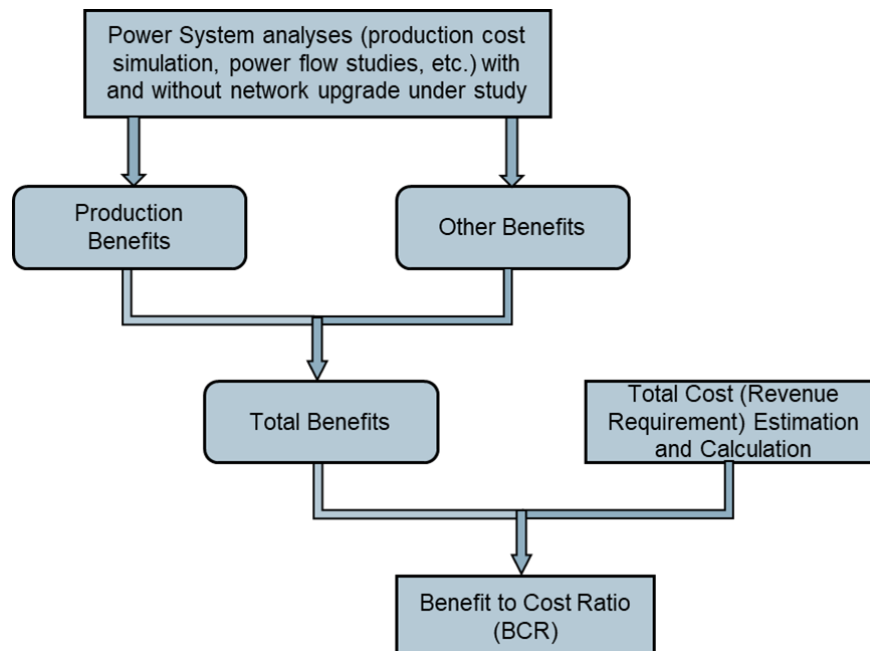 Power System analyses (production cost
simulation, power flow studies, etc.) with
and without network upgrade under study
Production
Benefits
Other Benefits
Total Benefits
Total Cost (Revenue
Requirement) Estimation
and Calculation
Benefit to Cost Ratio
(BCR)